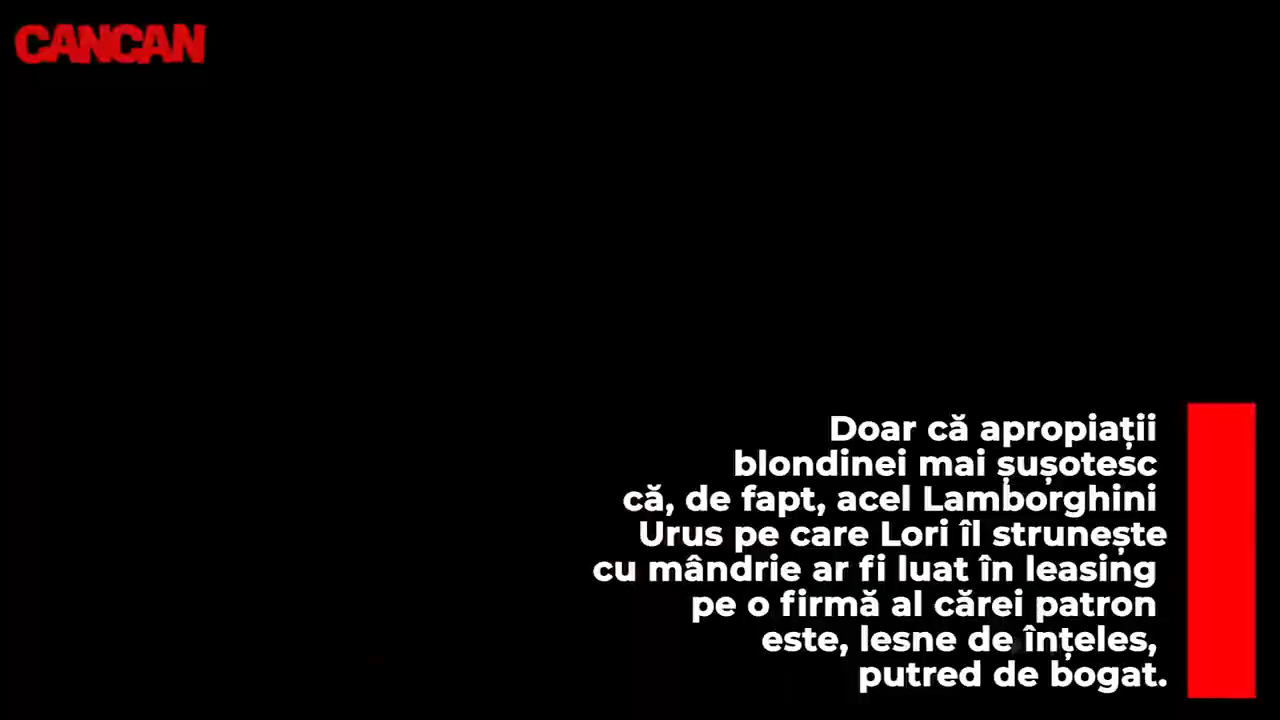 CANCAN
Doar că apropiații
blondinei mai șușotesc
că, de fapt, acel Lamborghini
Urus pe care Lori îl strunește
cu mândrie ar fi luat în leasing
pe o firmă al cărei patron
este, lesne de înțeles,
putred de bogat.